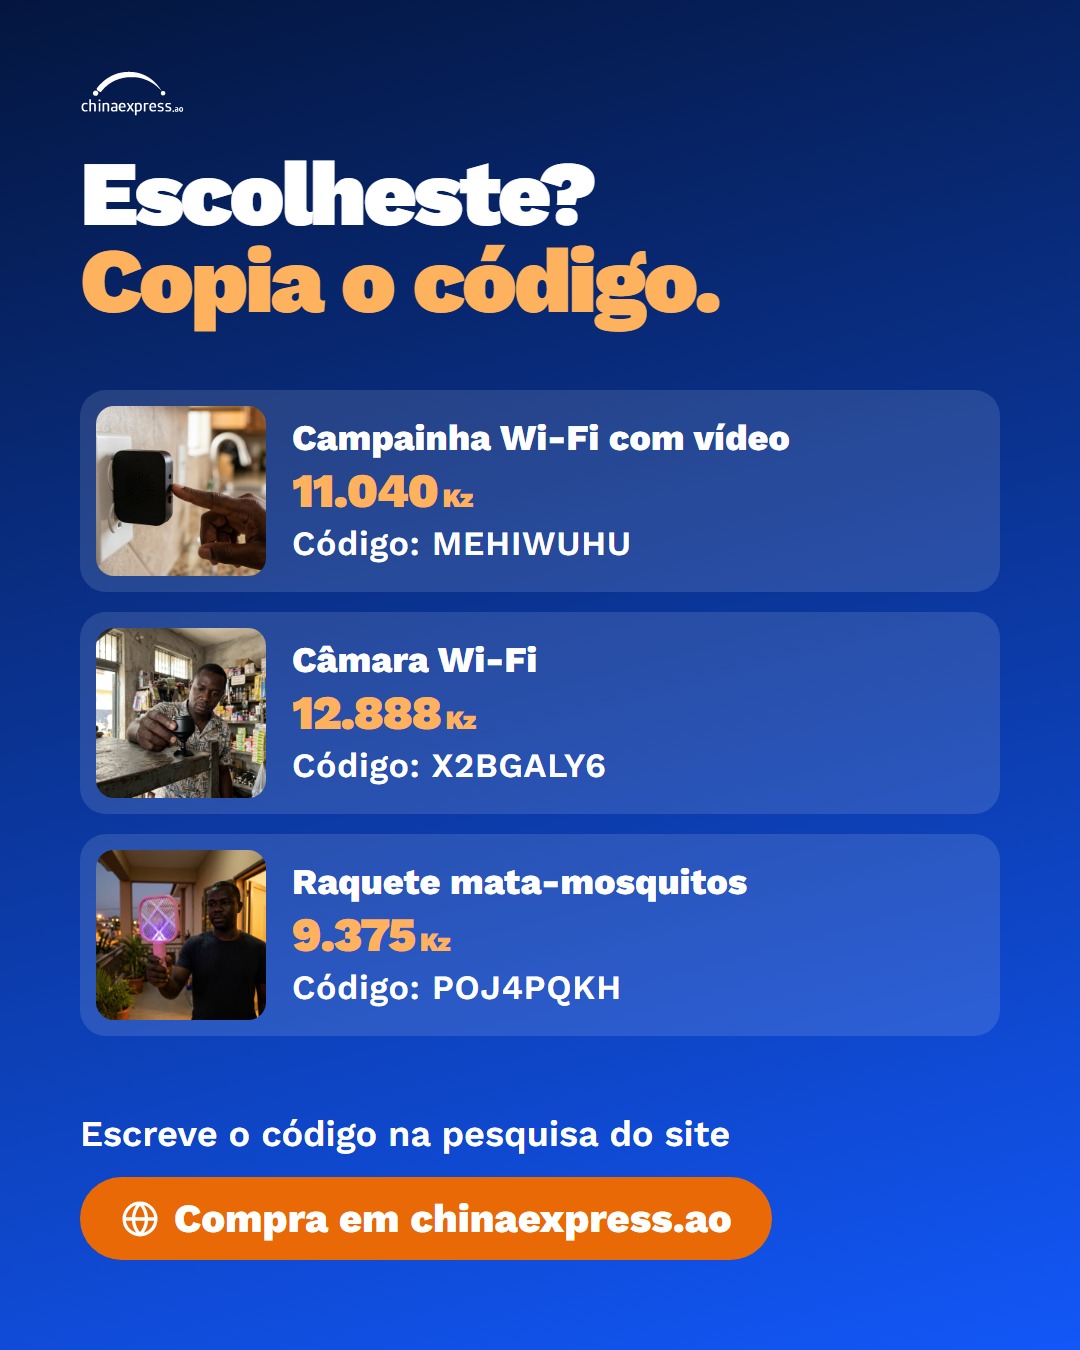 chinaexpress.ao
Escolheste?
Copia o código.
Campainha Wi-Fi com vídeo
11.040 Kz
Código: MEHIWUHU
Câmara Wi-Fi
12.888 Kz
Código: X2BGALY6
Raquete mata-mosquitos
9.375 Kz
Código: POJ4PQKH
Escreve o código na pesquisa do site
Compra em chinaexpress.ao